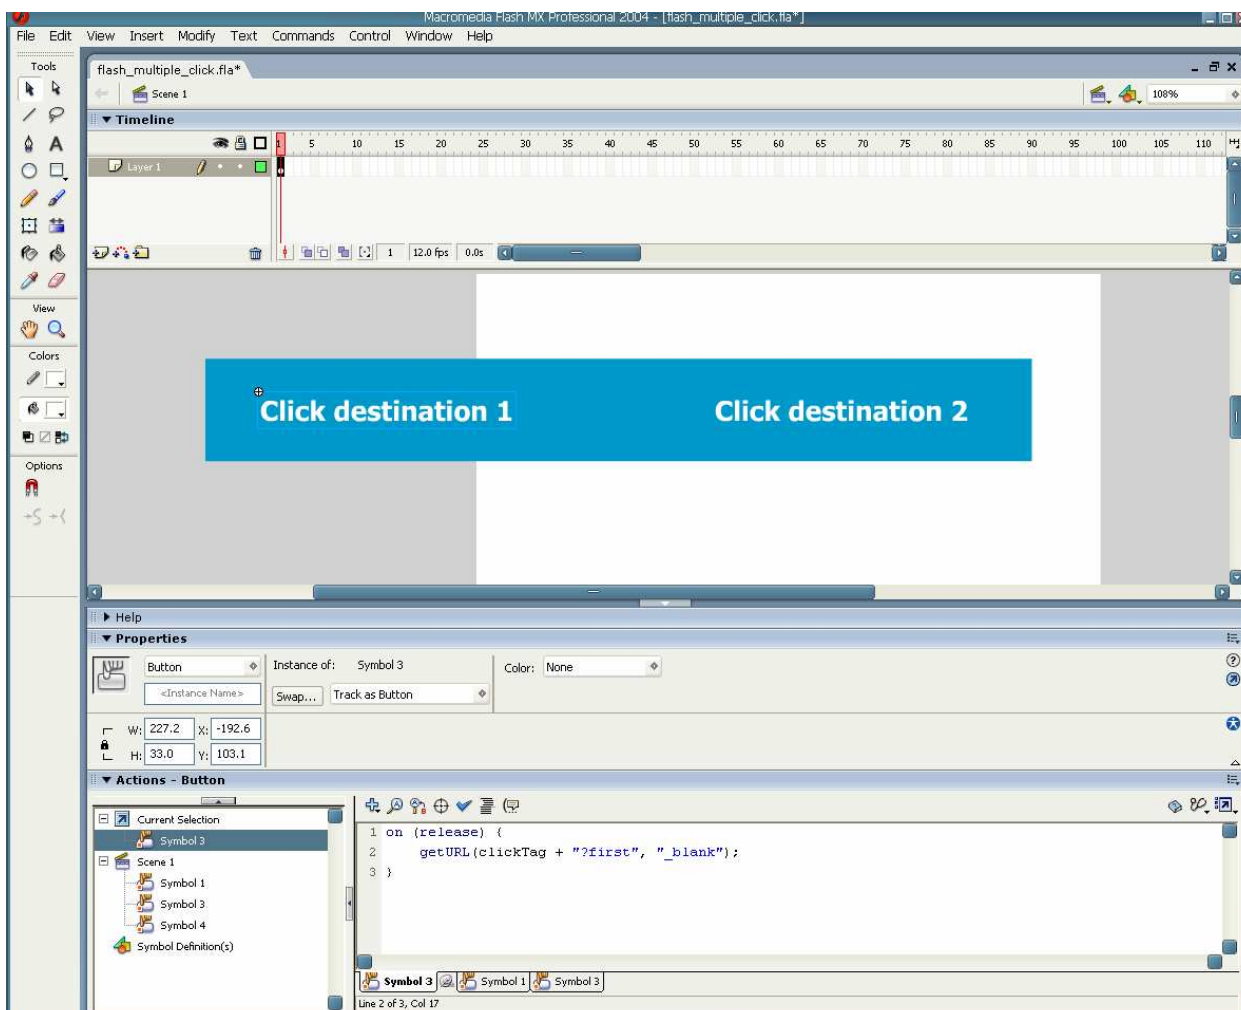 Macromedia Flash MX Professional 2004 - [flash_multiple_click.fla*]
File Edit View Insert Modify Text Commands Control Window Help
Tools
flash_multiple_click.fla*
Scene 1
108%
Timeline
1 5 10 15 20 25 30 35 40 45 50 55 60 65 70 75 80 85 90 95 100 105 110
Layer 1
1 12.0 fps 0.0s
View
Colors
Options
Click destination 1 Click destination 2
Help
Properties
Button Instance of: Symbol 3 Color: None
<Instance Name> Swap... Track as Button
W: 227.2 X: -192.6
H: 33.0 Y: 103.1
Actions - Button
Current Selection
Symbol 3
Scene 1
Symbol 1
Symbol 3
Symbol 4
Symbol Definition(s)
1 on (release) {
2 getURL(clickTag + "?first", "_blank");
3 }
Symbol 3 Symbol 1 Symbol 3
Line 2 of 3, Col 17